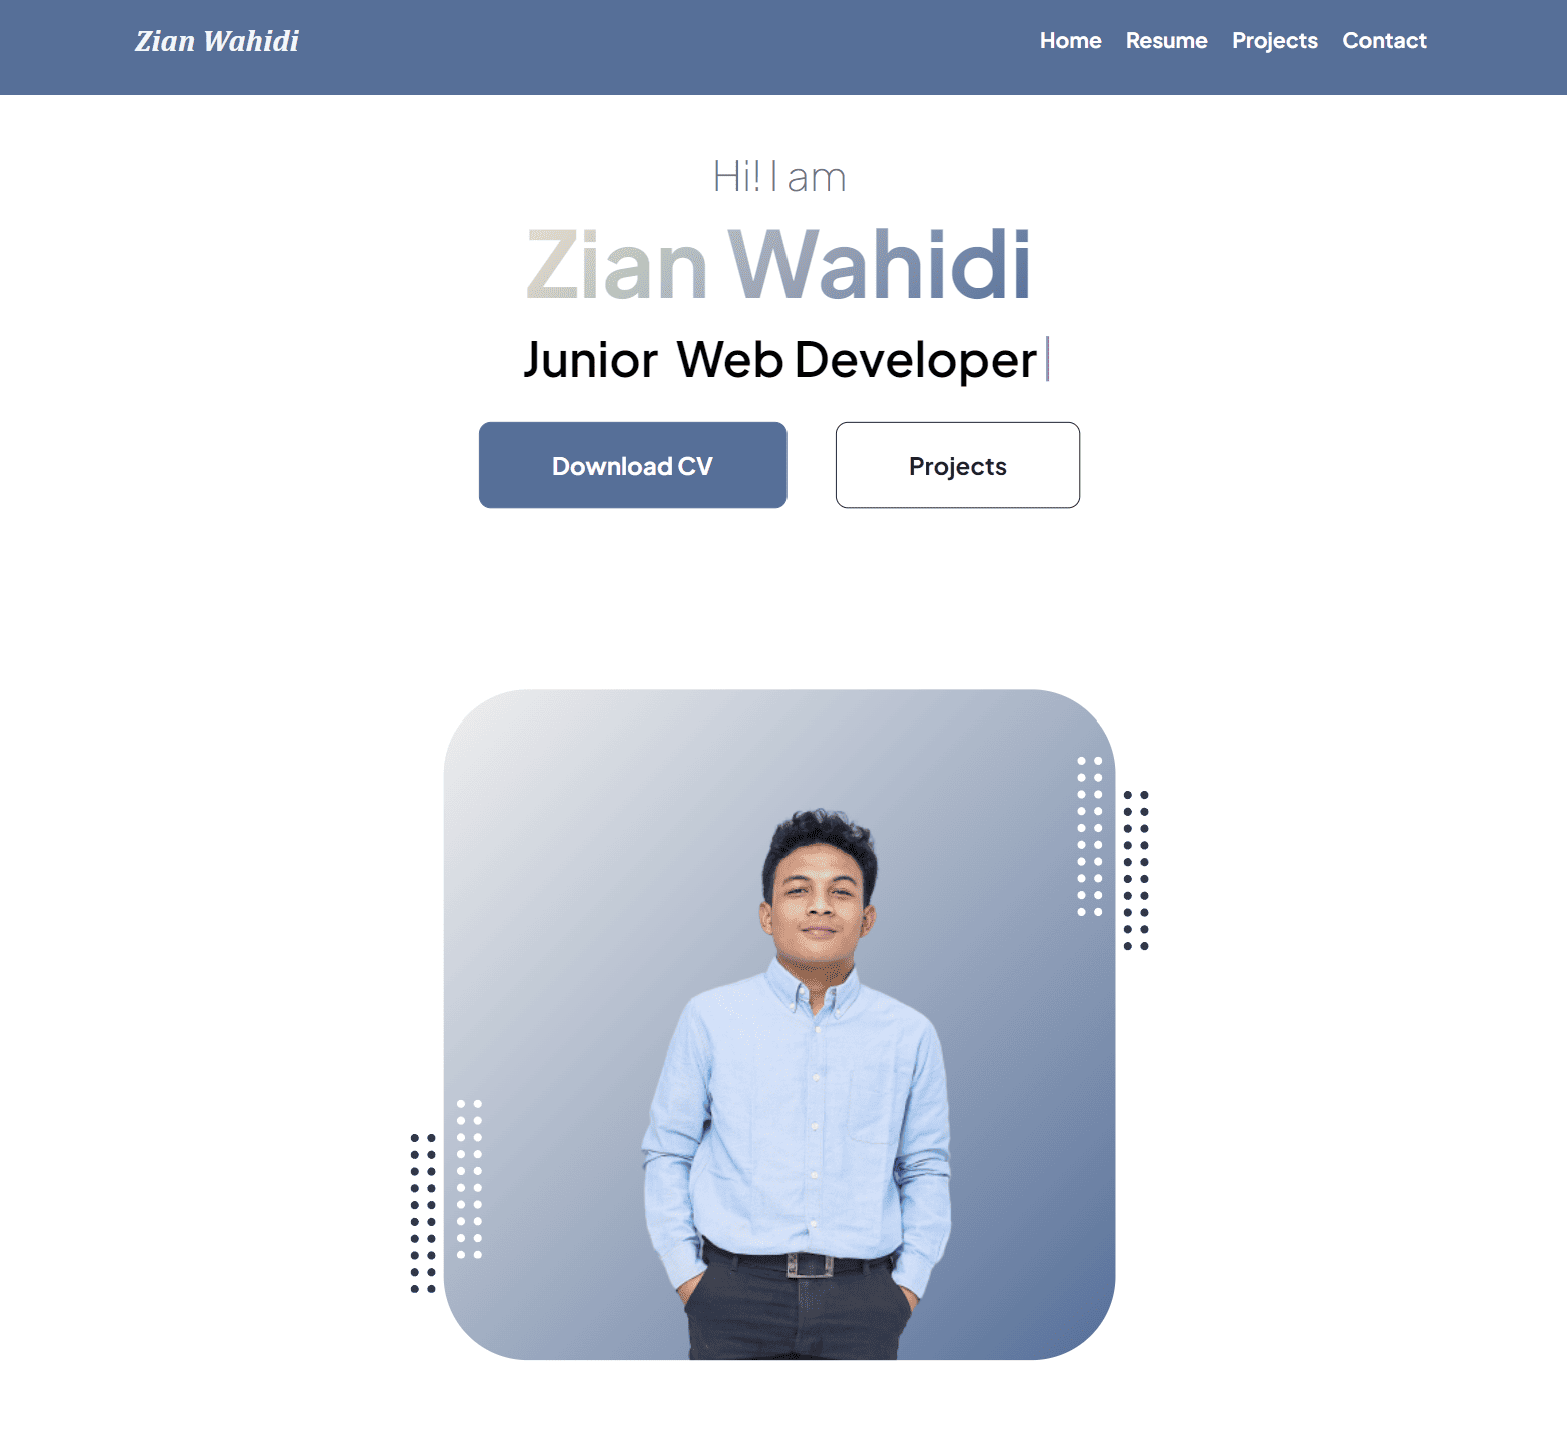 Zian Wahidi
Home Resume Projects Contact
Hi! I am
Zian Wahidi
Junior Web Developer
Download CV
Projects